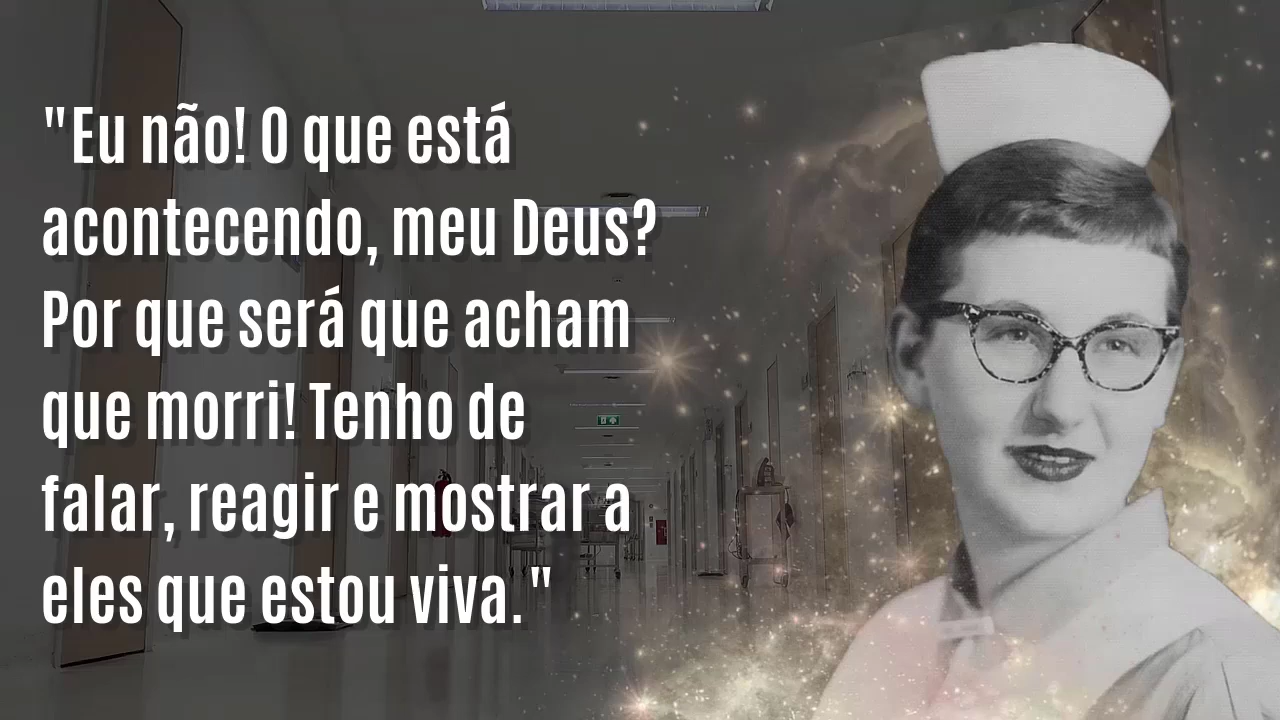 "Eu não! O que está
acontecendo, meu Deus?
Por que será que acham
que morri! Tenho de
falar, reagir e mostrar a
eles que estou viva."